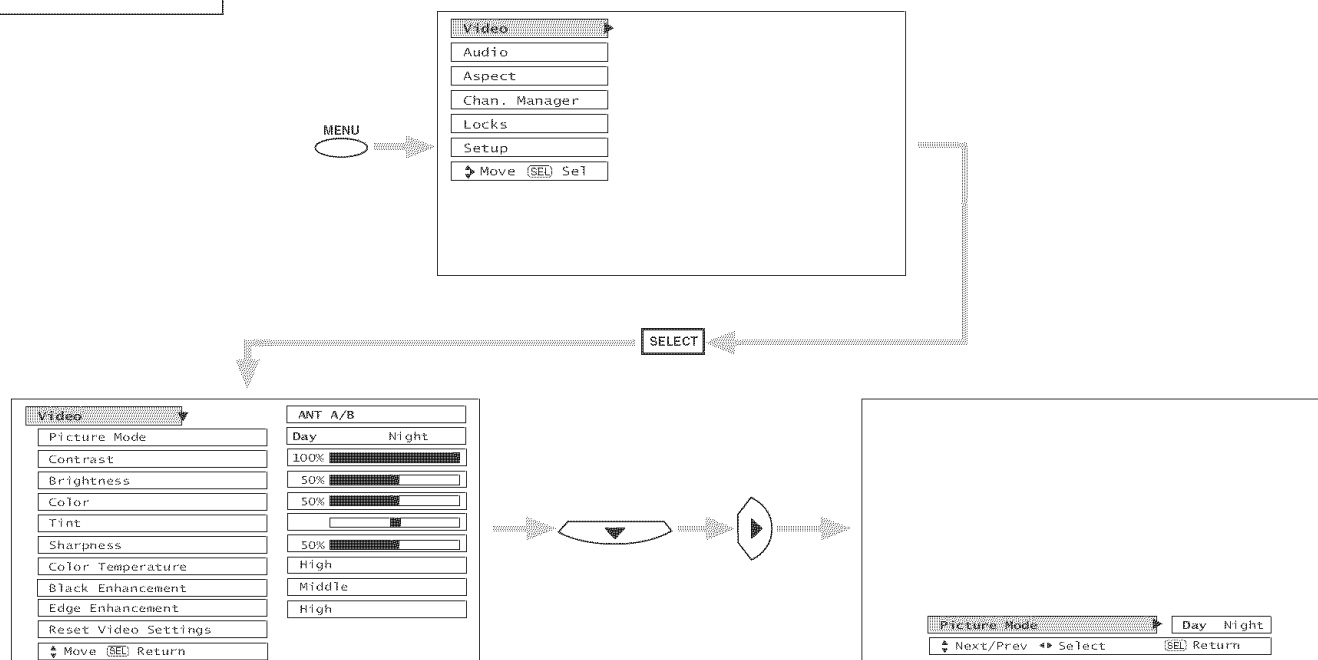 Video
Audio
Aspect
Chan. Manager
Locks
Setup
Move SEL Sel
MENU
SELECT
Video
ANT A/B
Picture Mode
Day Night
Contrast
100%
Brightness
50%
Color
50%
Tint
Sharpness
50%
Color Temperature
High
Black Enhancement
Middle
Edge Enhancement
High
Reset Video Settings
Move SEL Return
Picture Mode
Day Night
Next/Prev Select SEL Return